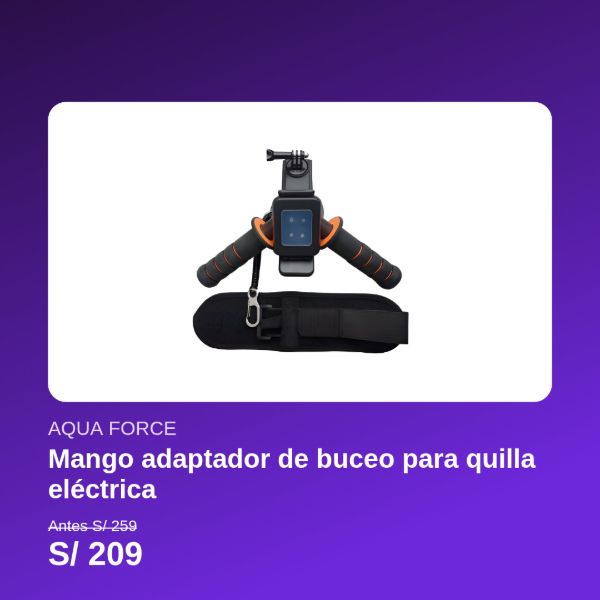 AQUA FORCE
Mango adaptador de buceo para quilla
eléctrica
Antes S/ 259
S/ 209